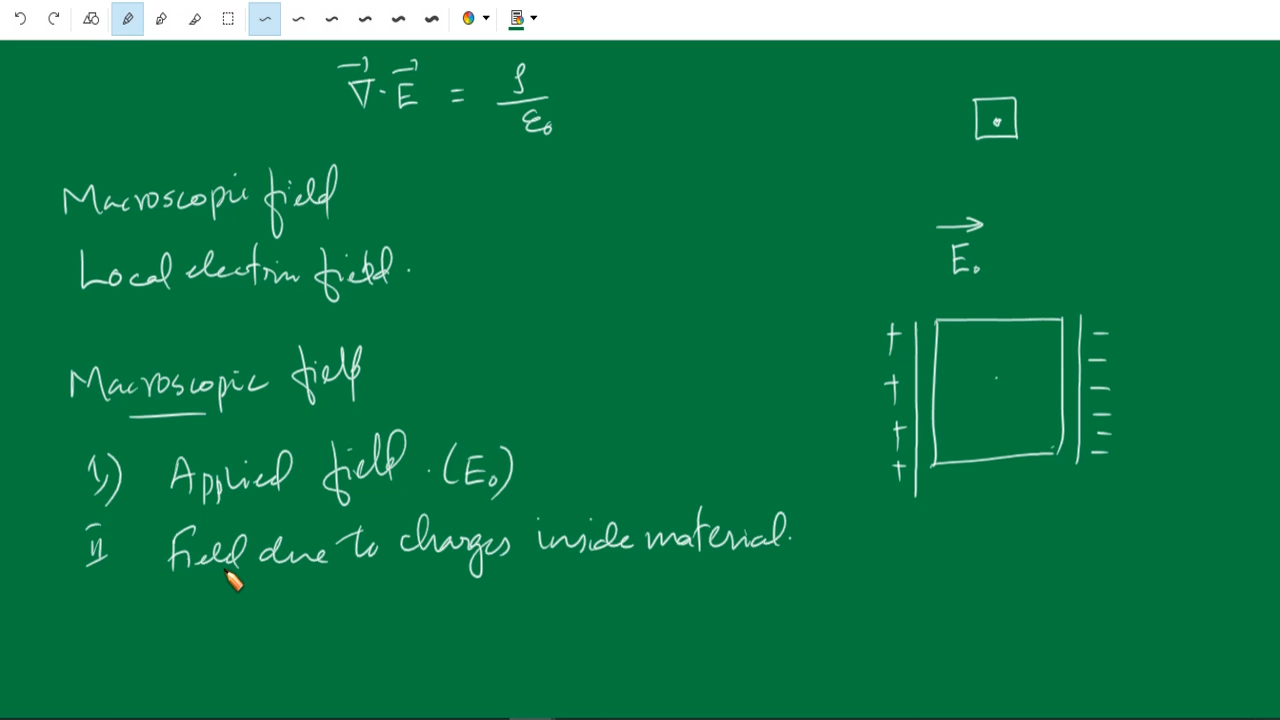 ∇⃗·E⃗ = ρ/ε₀
Macroscopic field
Local electric field.
Macroscopic field
i) Applied field. (E₀)
ii Field due to charges inside material.
E₀
+ + + +
− − − − − −